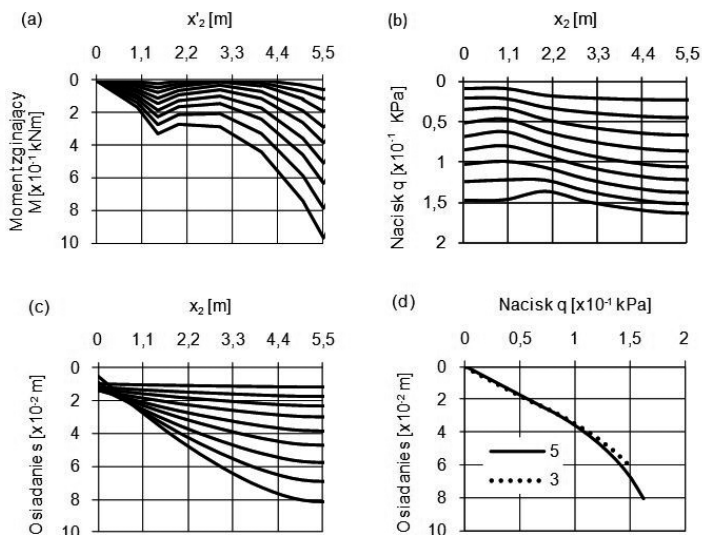 (a)
x'2 [m]
0 1,1 2,2 3,3 4,4 5,5
Moment zginający
M [x10-1 kNm]
0
2
4
6
8
10
(b)
x2 [m]
0 1,1 2,2 3,3 4,4 5,5
Nacisk q [x10-1 KPa]
0
0,5
1
1,5
2
(c)
x2 [m]
0 1,1 2,2 3,3 4,4 5,5
Osiadanie s [x10-2 m]
0
2
4
6
8
10
(d)
Nacisk q [x10-1 kPa]
0 0,5 1 1,5 2
Osiadanie s [x10-2 m]
0
2
4
6
8
10
5
3